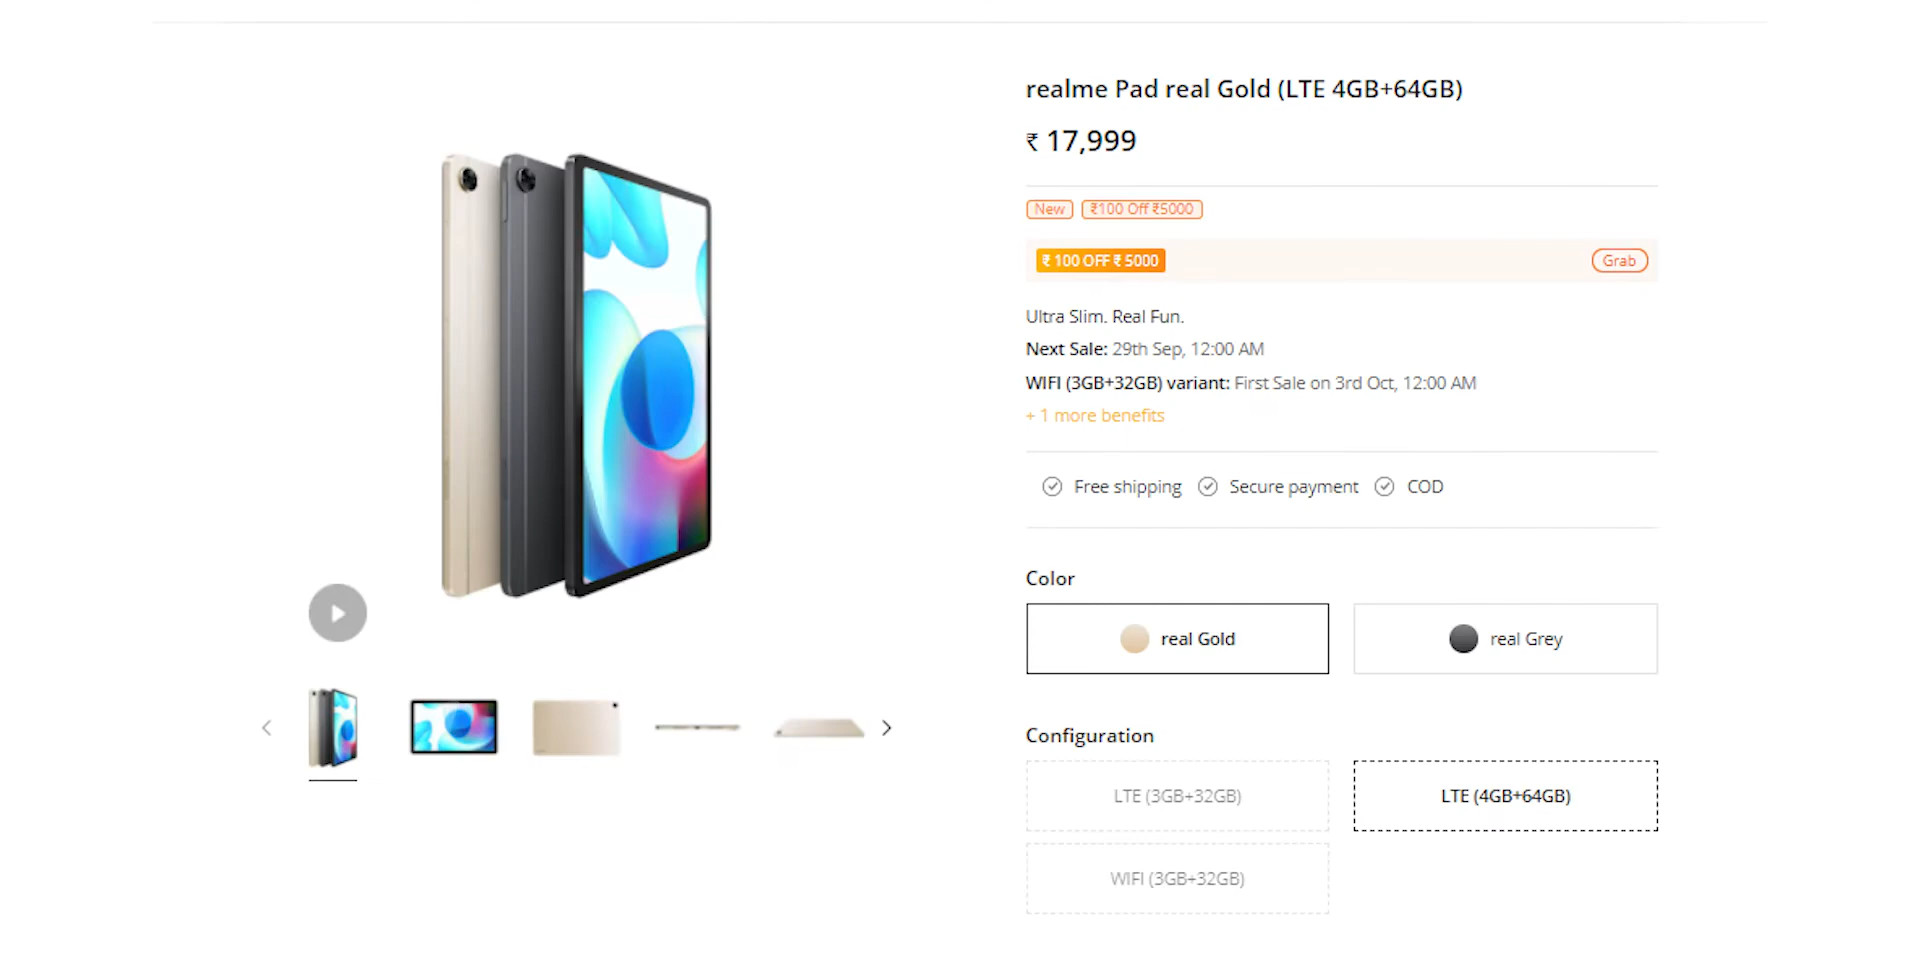 realme Pad real Gold (LTE 4GB+64GB)
₹ 17,999
New ₹100 Off ₹5000
₹ 100 OFF ₹ 5000 Grab
Ultra Slim. Real Fun.
Next Sale: 29th Sep, 12:00 AM
WIFI (3GB+32GB) variant: First Sale on 3rd Oct, 12:00 AM
+ 1 more benefits
Free shipping Secure payment COD
Color
real Gold real Grey
Configuration
LTE (3GB+32GB) LTE (4GB+64GB)
WIFI (3GB+32GB)